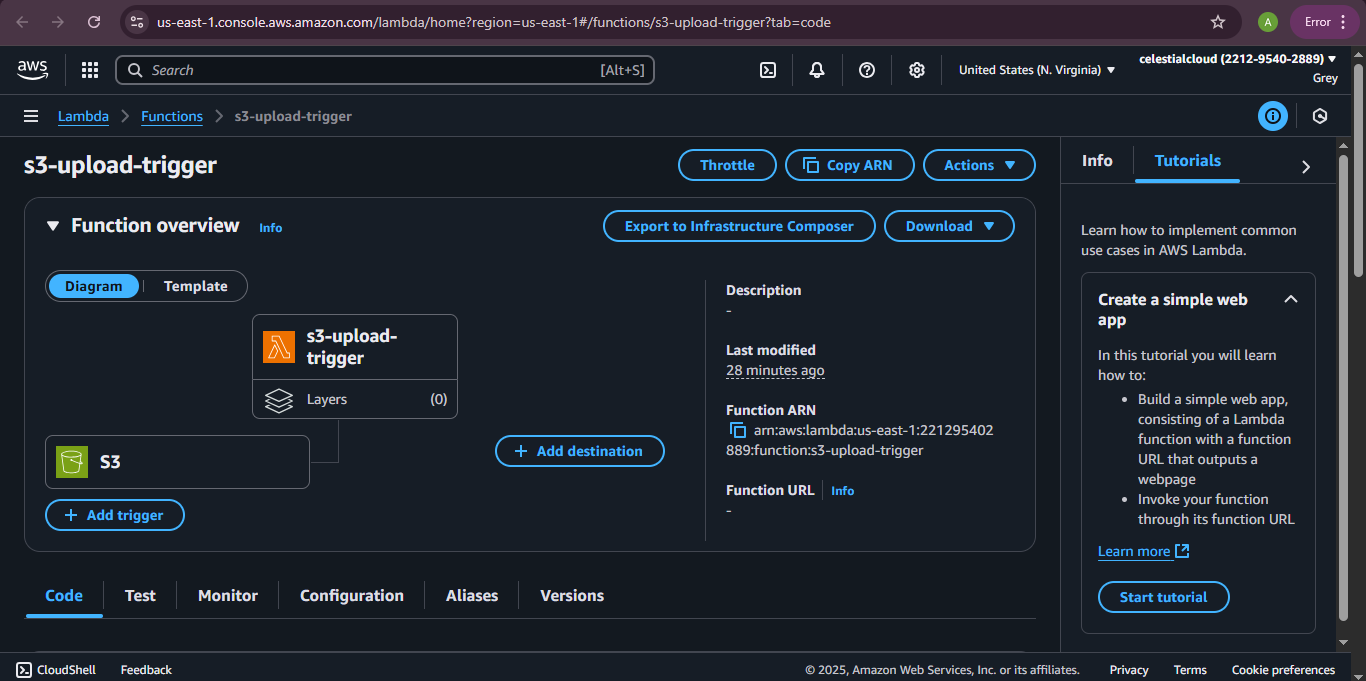 us-east-1.console.aws.amazon.com/lambda/home?region=us-east-1#/functions/s3-upload-trigger?tab=code
A
Error
aws
Search
[Alt+S]
United States (N. Virginia)
celestialcloud (2212-9540-2889)
Grey
Lambda
Functions
s3-upload-trigger
s3-upload-trigger
Throttle
Copy ARN
Actions
Function overview
Info
Export to Infrastructure Composer
Download
Diagram
Template
s3-upload-
trigger
Layers
(0)
S3
+ Add destination
+ Add trigger
Description
-
Last modified
28 minutes ago
Function ARN
arn:aws:lambda:us-east-1:221295402
889:function:s3-upload-trigger
Function URL
Info
-
Code
Test
Monitor
Configuration
Aliases
Versions
Info
Tutorials
Learn how to implement common
use cases in AWS Lambda.
Create a simple web
app
In this tutorial you will learn
how to:
• Build a simple web app,
consisting of a Lambda
function with a function
URL that outputs a
webpage
• Invoke your function
through its function URL
Learn more
Start tutorial
CloudShell
Feedback
© 2025, Amazon Web Services, Inc. or its affiliates.
Privacy
Terms
Cookie preferences